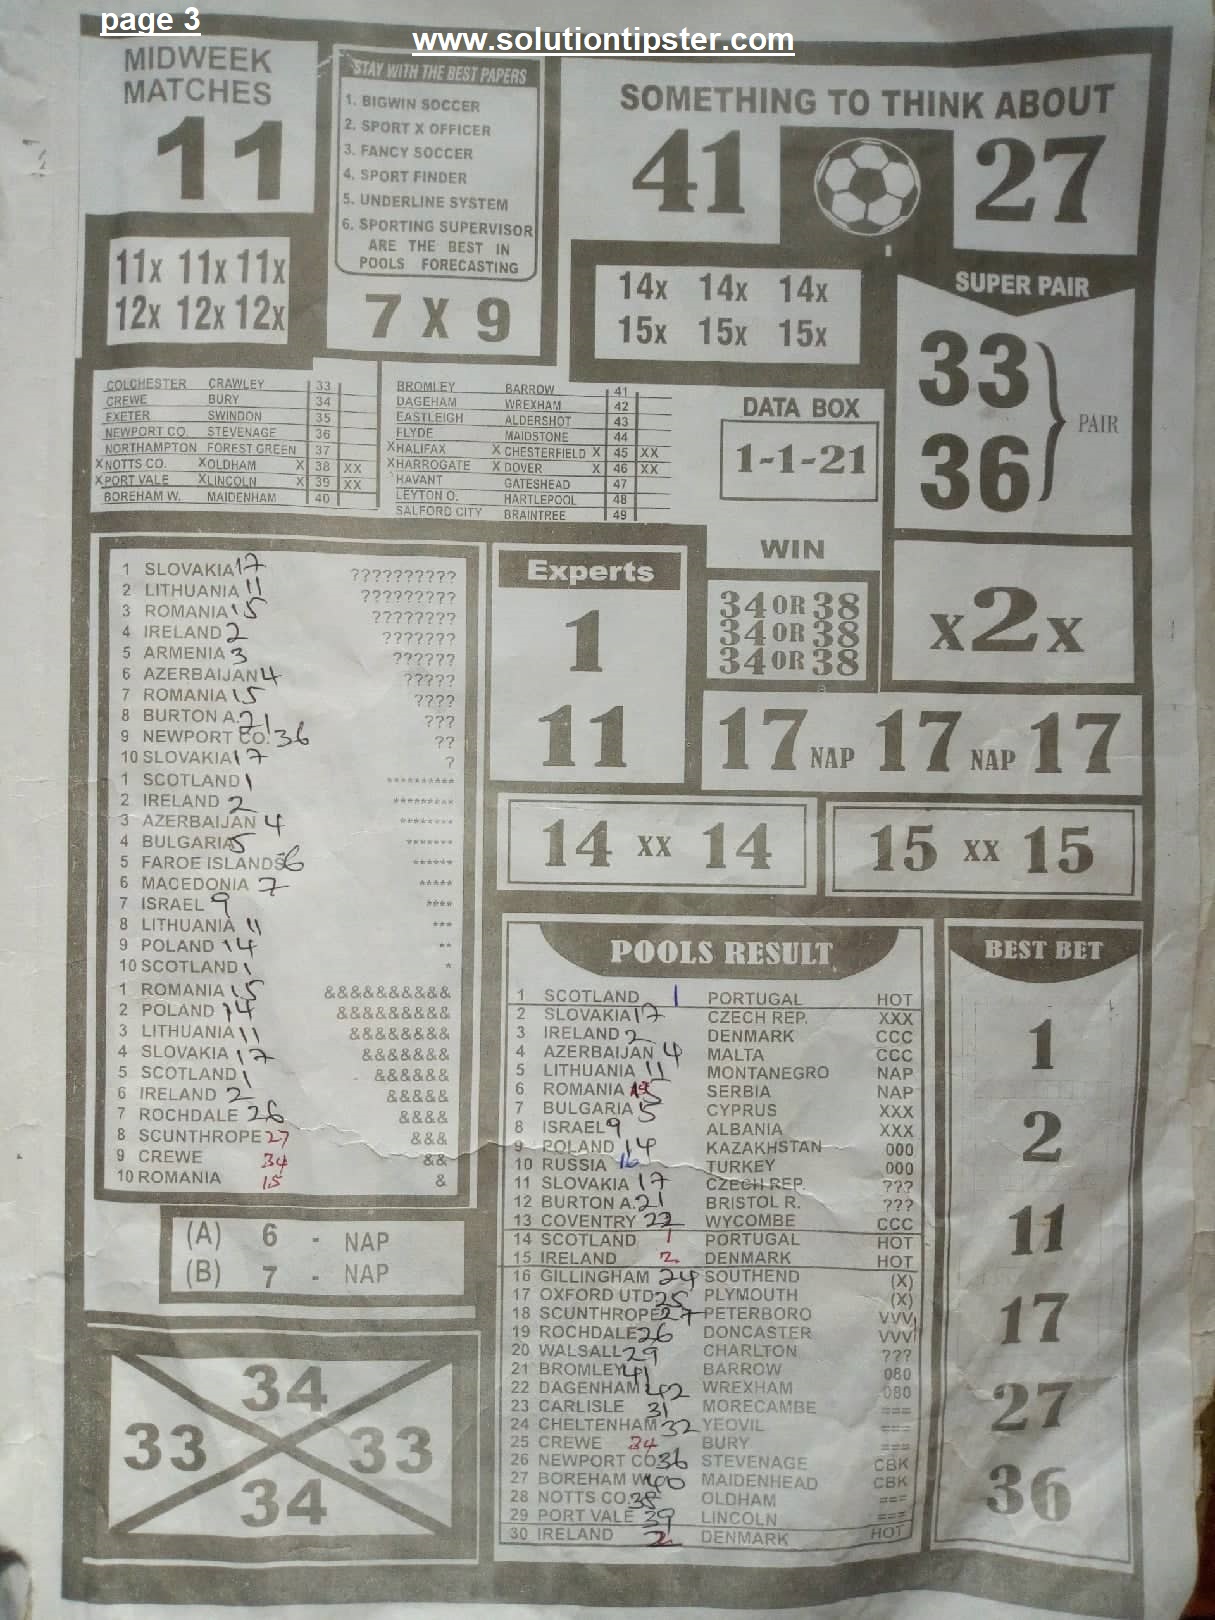 page 3
www.solutiontipster.com
MIDWEEK
MATCHES
11
11x 11x 11x
12x 12x 12x
STAY WITH THE BEST PAPERS
1. BIGWIN SOCCER
2. SPORT X OFFICER
3. FANCY SOCCER
4. SPORT FINDER
5. UNDERLINE SYSTEM
6. SPORTING SUPERVISOR
ARE THE BEST IN
POOLS FORECASTING
7 X 9
SOMETHING TO THINK ABOUT
41 27
14x 14x 14x
15x 15x 15x
SUPER PAIR
33
36
PAIR
COLCHESTER CRAWLEY 33
CREWE BURY 34
EXETER SWINDON 35
NEWPORT CO. STEVENAGE 36
NORTHAMPTON FOREST GREEN 37
X NOTTS CO. X OLDHAM X 38 XX
X PORT VALE X LINCOLN X 39 XX
BOREHAM W. MAIDENHAM 40
BROMLEY BARROW 41
DAGEHAM WREXHAM 42
EASTLEIGH ALDERSHOT 43
FLYDE MAIDSTONE 44
X HALIFAX X CHESTERFIELD X 45 XX
X HARROGATE X DOVER X 46 XX
HAVANT GATESHEAD 47
LEYTON O. HARTLEPOOL 48
SALFORD CITY BRAINTREE 49
DATA BOX
1-1-21
WIN
34 OR 38
34 OR 38
34 OR 38
x2x
1 SLOVAKIA 17 ??????????
2 LITHUANIA 11 ?????????
3 ROMANIA 15 ????????
4 IRELAND 2 ???????
5 ARMENIA 3 ??????
6 AZERBAIJAN 4 ?????
7 ROMANIA 15 ????
8 BURTON A. 21 ???
9 NEWPORT CO. 36 ??
10 SLOVAKIA 17 ?
1 SCOTLAND 1 **********
2 IRELAND 2 *********
3 AZERBAIJAN 4 ********
4 BULGARIA 5 *******
5 FAROE ISLANDS 6 ******
6 MACEDONIA 7 *****
7 ISRAEL 9 ****
8 LITHUANIA 11 ***
9 POLAND 14 **
10 SCOTLAND 1 *
1 ROMANIA 15 &&&&&&&&&&
2 POLAND 14 &&&&&&&&&
3 LITHUANIA 11 &&&&&&&&
4 SLOVAKIA 17 &&&&&&&
5 SCOTLAND 1 &&&&&&
6 IRELAND 2 &&&&&
7 ROCHDALE 26 &&&&
8 SCUNTHROPE 27 &&&
9 CREWE 34 &&
10 ROMANIA 15 &
Experts
1
11
17 NAP 17 NAP 17
14 xx 14
15 xx 15
(A) 6 - NAP
(B) 7 - NAP
34
33 33
34
POOLS RESULT
1 SCOTLAND 1 PORTUGAL HOT
2 SLOVAKIA 17 CZECH REP. XXX
3 IRELAND 2 DENMARK CCC
4 AZERBAIJAN 4 MALTA CCC
5 LITHUANIA 11 MONTANEGRO NAP
6 ROMANIA 15 SERBIA NAP
7 BULGARIA 5 CYPRUS XXX
8 ISRAEL 9 ALBANIA XXX
9 POLAND 14 KAZAKHSTAN 000
10 RUSSIA 16 TURKEY 000
11 SLOVAKIA 17 CZECH REP. ???
12 BURTON A. 21 BRISTOL R. ???
13 COVENTRY 22 WYCOMBE CCC
14 SCOTLAND 1 PORTUGAL HOT
15 IRELAND 2 DENMARK HOT
16 GILLINGHAM 24 SOUTHEND (X)
17 OXFORD UTD 25 PLYMOUTH (X)
18 SCUNTHROPE 27 PETERBORO VVV
19 ROCHDALE 26 DONCASTER VVV
20 WALSALL 29 CHARLTON ???
21 BROMLEY 41 BARROW 080
22 DAGENHAM 42 WREXHAM 080
23 CARLISLE 31 MORECAMBE ===
24 CHELTENHAM 32 YEOVIL ===
25 CREWE 34 BURY ===
26 NEWPORT CO 36 STEVENAGE CBK
27 BOREHAM W. 40 MAIDENHEAD CBK
28 NOTTS CO. 38 OLDHAM ===
29 PORT VALE 39 LINCOLN ===
30 IRELAND 2 DENMARK HOT
BEST BET
1
2
11
17
27
36